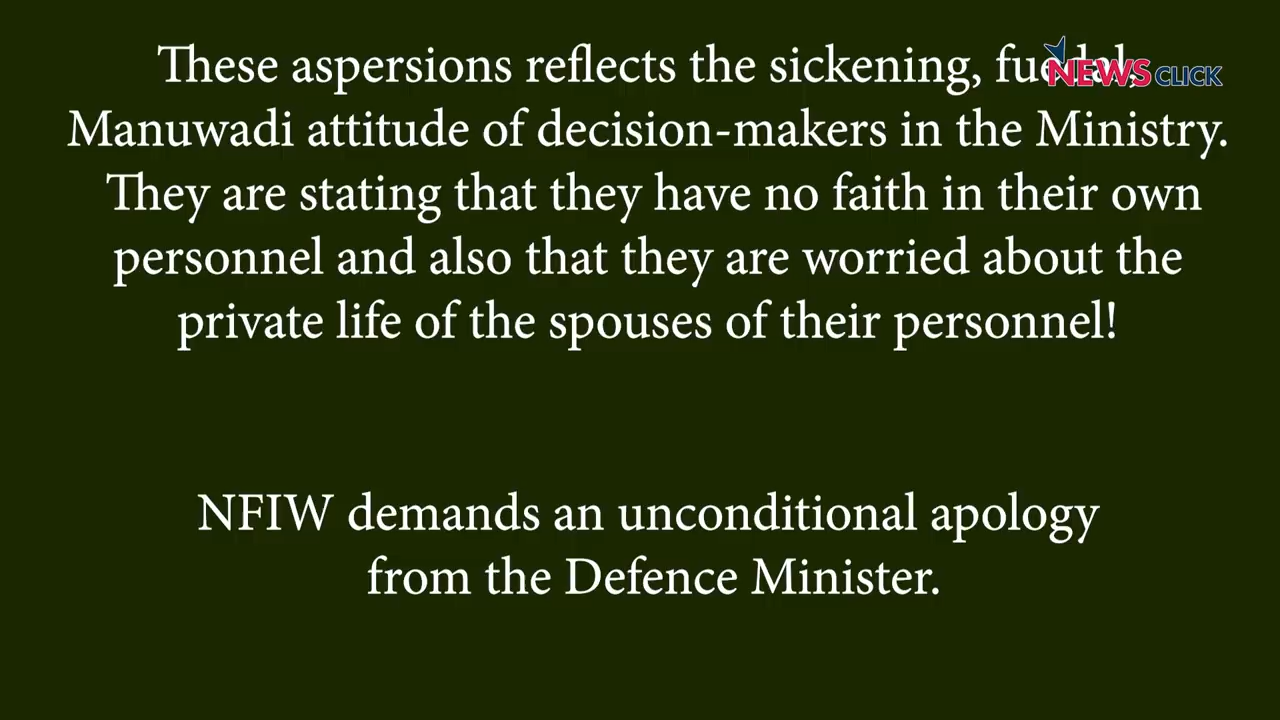 These aspersions reflects the sickening,
NEWSCLICK
Manuwadi attitude of decision-makers in the Ministry.
They are stating that they have no faith in their own
personnel and also that they are worried about the
private life of the spouses of their personnel!
NFIW demands an unconditional apology
from the Defence Minister.